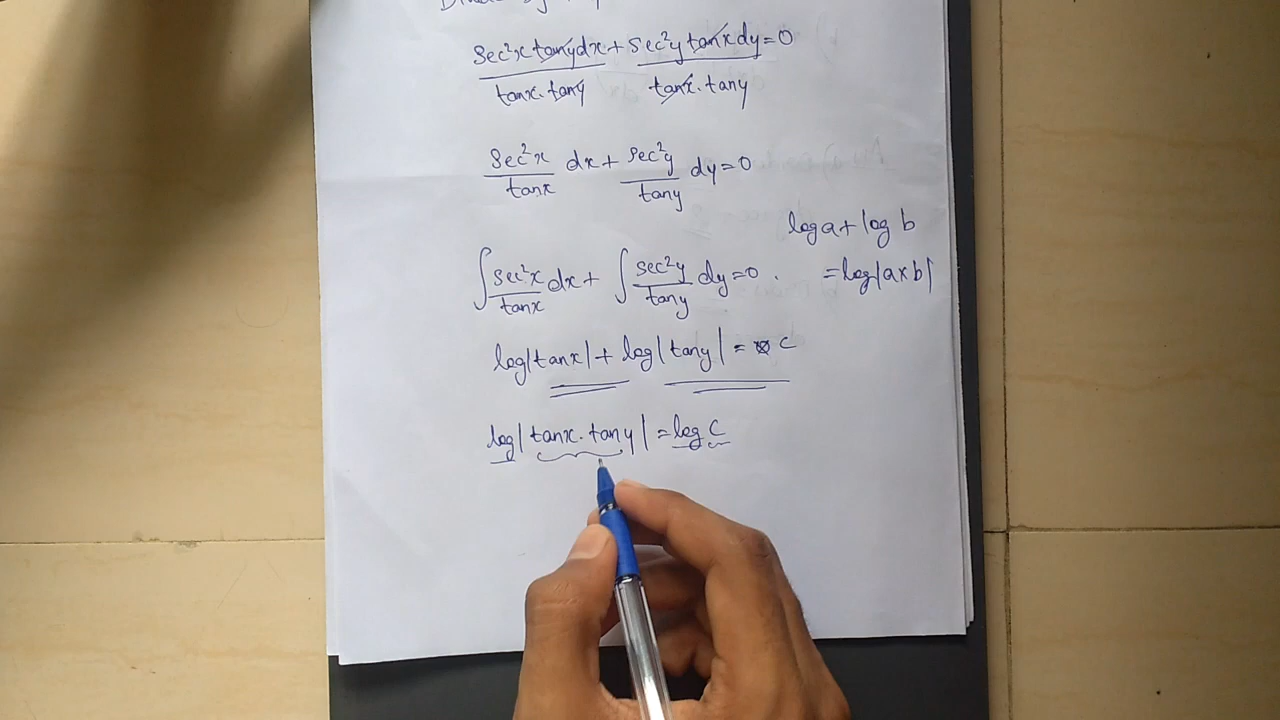 by
sec²x tany dx + sec²y tanx dy = 0
tanx . tany tanx . tany
sec²x dx + sec²y dy = 0
tanx tany
log a + log b
∫ sec²x dx + ∫ sec²y dy = 0 .
tanx tany
= log|a×b|
log|tanx| + log|tany| = c
log|tanx . tany| = log c